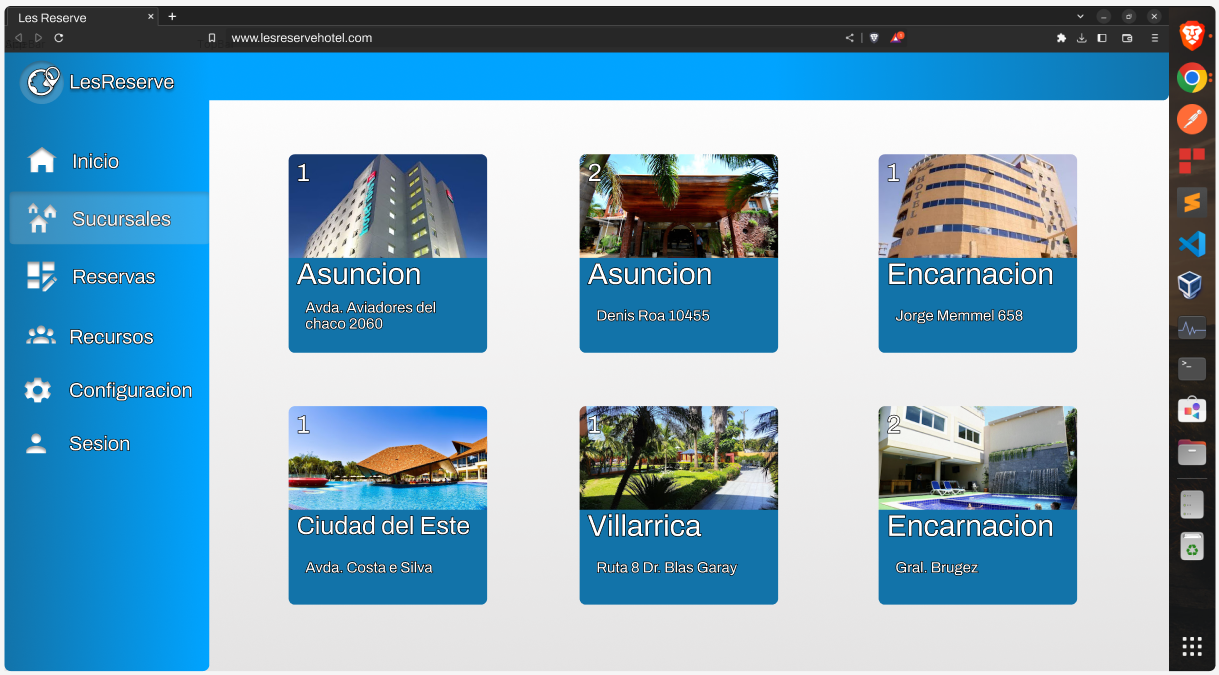 Les Reserve
www.lesreservehotel.com
LesReserve
Inicio
Sucursales
Reservas
Recursos
Configuracion
Sesion
1
Asuncion
Avda. Aviadores del
chaco 2060
2
Asuncion
Denis Roa 10455
1
HOTEL
Encarnacion
Jorge Memmel 658
1
Ciudad del Este
Avda. Costa e Silva
1
Villarrica
Ruta 8 Dr. Blas Garay
2
Encarnacion
Gral. Brugez